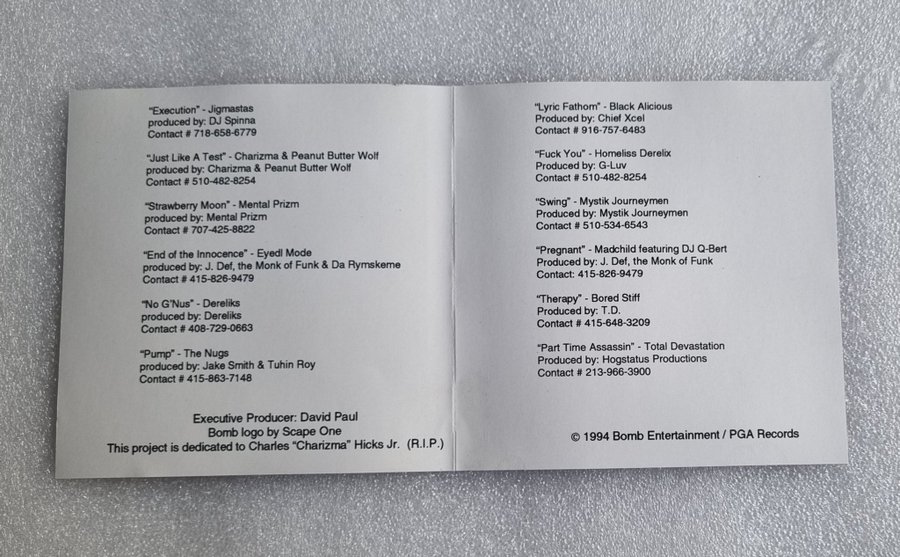 "Execution" - Jigmastas
produced by: DJ Spinna
Contact # 718-658-6779
"Just Like A Test" - Charizma & Peanut Butter Wolf
produced by: Charizma & Peanut Butter Wolf
Contact # 510-482-8254
"Strawberry Moon" - Mental Prizm
produced by: Mental Prizm
Contact # 707-425-8822
"End of the Innocence" - Eyedl Mode
produced by: J. Def, the Monk of Funk & Da Rymskeme
Contact # 415-826-9479
"No G'Nus" - Dereliks
produced by: Dereliks
Contact # 408-729-0663
"Pump" - The Nugs
produced by: Jake Smith & Tuhin Roy
Contact # 415-863-7148
Executive Producer: David Paul
Bomb logo by Scape One
This project is dedicated to Charles "Charizma" Hicks Jr. (R.I.P.)
"Lyric Fathom" - Black Alicious
Produced by: Chief Xcel
Contact # 916-757-6483
"Fuck You" - Homeliss Derelix
Produced by: G-Luv
Contact # 510-482-8254
"Swing" - Mystik Journeymen
Produced by: Mystik Journeymen
Contact # 510-534-6543
"Pregnant" - Madchild featuring DJ Q-Bert
Produced by: J. Def, the Monk of Funk
Contact: 415-826-9479
"Therapy" - Bored Stiff
Produced by: T.D.
Contact # 415-648-3209
"Part Time Assassin" - Total Devastation
Produced by: Hogstatus Productions
Contact # 213-966-3900
© 1994 Bomb Entertainment / PGA Records